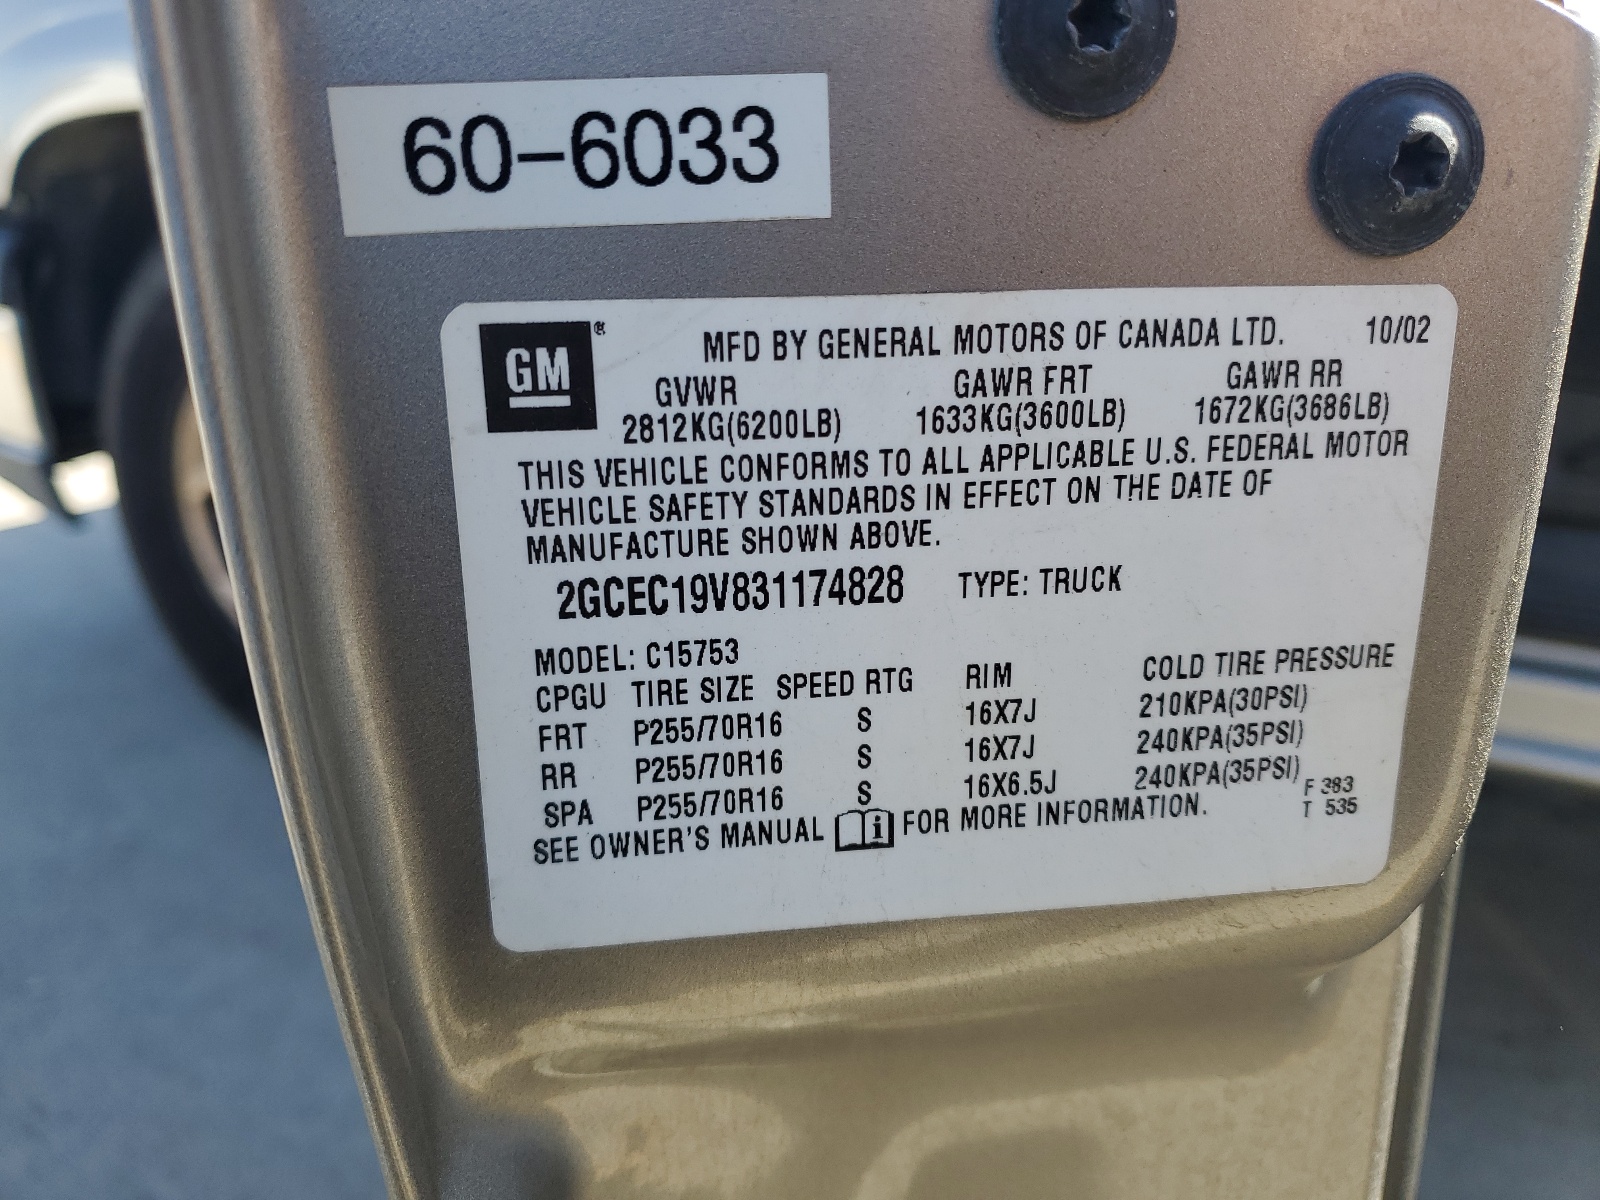 60-6033
GM® MFD BY GENERAL MOTORS OF CANADA LTD. 10/02
GVWR GAWR FRT GAWR RR
2812KG(6200LB) 1633KG(3600LB) 1672KG(3686LB)
THIS VEHICLE CONFORMS TO ALL APPLICABLE U.S. FEDERAL MOTOR
VEHICLE SAFETY STANDARDS IN EFFECT ON THE DATE OF
MANUFACTURE SHOWN ABOVE.
2GCEC19V831174828 TYPE: TRUCK
MODEL: C15753
CPGU TIRE SIZE SPEED RTG RIM COLD TIRE PRESSURE
FRT P255/70R16 S 16X7J 210KPA(30PSI)
RR P255/70R16 S 16X7J 240KPA(35PSI)
SPA P255/70R16 S 16X6.5J 240KPA(35PSI)
SEE OWNER'S MANUAL i FOR MORE INFORMATION.
F 383
T 535